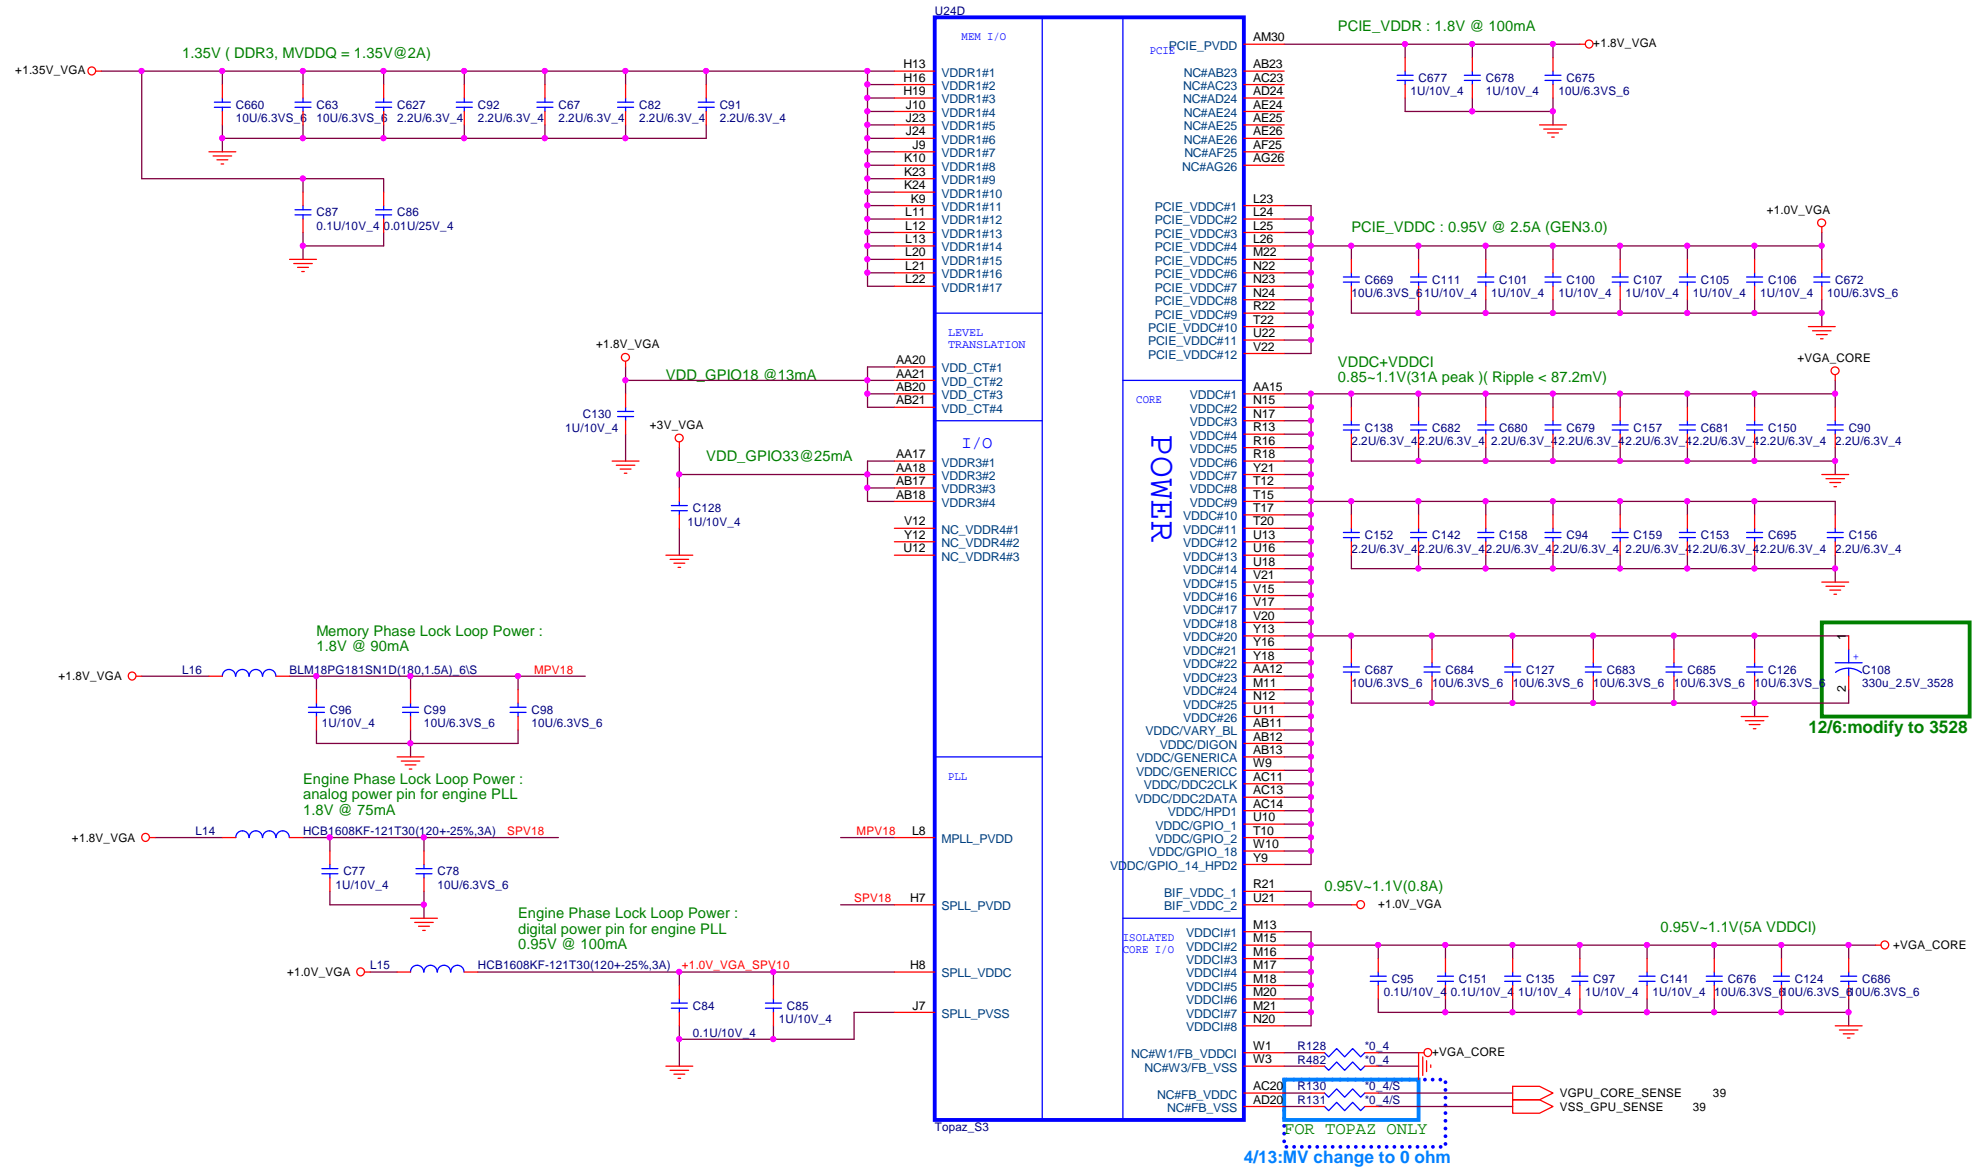 U24D
MEM I/O
PCIE
1.35V ( DDR3, MVDDQ = 1.35V@2A)
+1.35V_VGA
C660
10U/6.3VS_6
C63
10U/6.3VS_6
C627
2.2U/6.3V_4
C92
2.2U/6.3V_4
C67
2.2U/6.3V_4
C82
2.2U/6.3V_4
C91
2.2U/6.3V_4
C87
0.1U/10V_4
C86
0.01U/25V_4
H13 VDDR1#1
H16 VDDR1#2
H19 VDDR1#3
J10 VDDR1#4
J23 VDDR1#5
J24 VDDR1#6
J9 VDDR1#7
K10 VDDR1#8
K23 VDDR1#9
K24 VDDR1#10
K9 VDDR1#11
L11 VDDR1#12
L12 VDDR1#13
L13 VDDR1#14
L20 VDDR1#15
L21 VDDR1#16
L22 VDDR1#17
LEVEL
TRANSLATION
+1.8V_VGA
VDD_GPIO18 @13mA
C130
1U/10V_4
AA20 VDD_CT#1
AA21 VDD_CT#2
AB20 VDD_CT#3
AB21 VDD_CT#4
I/O
+3V_VGA
VDD_GPIO33@25mA
C128
1U/10V_4
AA17 VDDR3#1
AA18 VDDR3#2
AB17 VDDR3#3
AB18 VDDR3#4
V12 NC_VDDR4#1
Y12 NC_VDDR4#2
U12 NC_VDDR4#3
Memory Phase Lock Loop Power :
1.8V @ 90mA
+1.8V_VGA
L16
BLM18PG181SN1D(180,1.5A)_6\S
MPV18
C96
1U/10V_4
C99
10U/6.3VS_6
C98
10U/6.3VS_6
Engine Phase Lock Loop Power :
analog power pin for engine PLL
1.8V @ 75mA
+1.8V_VGA
L14
HCB1608KF-121T30(120+-25%,3A)
SPV18
C77
1U/10V_4
C78
10U/6.3VS_6
PLL
MPV18 L8 MPLL_PVDD
SPV18 H7 SPLL_PVDD
Engine Phase Lock Loop Power :
digital power pin for engine PLL
0.95V @ 100mA
+1.0V_VGA
L15
HCB1608KF-121T30(120+-25%,3A)
+1.0V_VGA_SPV10
H8 SPLL_VDDC
C84
0.1U/10V_4
C85
1U/10V_4
J7 SPLL_PVSS
Topaz_S3
PCIE_VDDR : 1.8V @ 100mA
PCIE_PVDD AM30
+1.8V_VGA
C677
1U/10V_4
C678
1U/10V_4
C675
10U/6.3VS_6
NC#AB23 AB23
NC#AC23 AC23
NC#AD24 AD24
NC#AE24 AE24
NC#AE25 AE25
NC#AE26 AE26
NC#AF25 AF25
NC#AG26 AG26
PCIE_VDDC#1 L23
PCIE_VDDC#2 L24
PCIE_VDDC#3 L25
PCIE_VDDC#4 L26
PCIE_VDDC#5 M22
PCIE_VDDC#6 N22
PCIE_VDDC#7 N23
PCIE_VDDC#8 N24
PCIE_VDDC#9 R22
PCIE_VDDC#10 T22
PCIE_VDDC#11 U22
PCIE_VDDC#12 V22
PCIE_VDDC : 0.95V @ 2.5A (GEN3.0)
+1.0V_VGA
C669
10U/6.3VS_6
C111
1U/10V_4
C101
1U/10V_4
C100
1U/10V_4
C107
1U/10V_4
C105
1U/10V_4
C106
1U/10V_4
C672
10U/6.3VS_6
CORE
POWER
VDDC+VDDCI
0.85~1.1V(31A peak )( Ripple < 87.2mV)
+VGA_CORE
VDDC#1 AA15
VDDC#2 N15
VDDC#3 N17
VDDC#4 R13
VDDC#5 R16
VDDC#6 R18
VDDC#7 Y21
VDDC#8 T12
VDDC#9 T15
VDDC#10 T17
VDDC#11 T20
VDDC#12 U13
VDDC#13 U16
VDDC#14 U18
VDDC#15 V21
VDDC#16 V15
VDDC#17 V17
VDDC#18 V20
VDDC#20 Y13
VDDC#21 Y16
VDDC#22 Y18
VDDC#23 AA12
VDDC#24 M11
VDDC#25 N12
VDDC#26 U11
VDDC/VARY_BL AB11
VDDC/DIGON AB12
VDDC/GENERICA AB13
VDDC/GENERICC W9
VDDC/DDC2CLK AC11
VDDC/DDC2DATA AC13
VDDC/HPD1 AC14
VDDC/GPIO_1 U10
VDDC/GPIO_2 T10
VDDC/GPIO_18 W10
VDDC/GPIO_14_HPD2 Y9
C138
2.2U/6.3V_4
C682
2.2U/6.3V_4
C680
2.2U/6.3V_4
C679
2.2U/6.3V_4
C157
2.2U/6.3V_4
C681
2.2U/6.3V_4
C150
2.2U/6.3V_4
C90
2.2U/6.3V_4
C152
2.2U/6.3V_4
C142
2.2U/6.3V_4
C158
2.2U/6.3V_4
C94
2.2U/6.3V_4
C159
2.2U/6.3V_4
C153
2.2U/6.3V_4
C695
2.2U/6.3V_4
C156
2.2U/6.3V_4
C687
10U/6.3VS_6
C684
10U/6.3VS_6
C127
10U/6.3VS_6
C683
10U/6.3VS_6
C685
10U/6.3VS_6
C126
10U/6.3VS_6
1
+
2
C108
330u_2.5V_3528
12/6:modify to 3528
BIF_VDDC_1 R21
BIF_VDDC_2 U21
0.95V~1.1V(0.8A)
+1.0V_VGA
ISOLATED
CORE I/O
VDDCI#1 M13
VDDCI#2 M15
VDDCI#3 M16
VDDCI#4 M17
VDDCI#5 M18
VDDCI#6 M20
VDDCI#7 M21
VDDCI#8 N20
0.95V~1.1V(5A VDDCI)
+VGA_CORE
C95
0.1U/10V_4
C151
0.1U/10V_4
C135
1U/10V_4
C97
1U/10V_4
C141
1U/10V_4
C676
10U/6.3VS_6
C124
10U/6.3VS_6
C686
10U/6.3VS_6
NC#W1/FB_VDDCI W1 R128 *0_4 +VGA_CORE
NC#W3/FB_VSS W3 R482 *0_4
NC#FB_VDDC AC20 R130 *0_4/S VGPU_CORE_SENSE 39
NC#FB_VSS AD20 R131 *0_4/S VSS_GPU_SENSE 39
FOR TOPAZ ONLY
4/13:MV change to 0 ohm